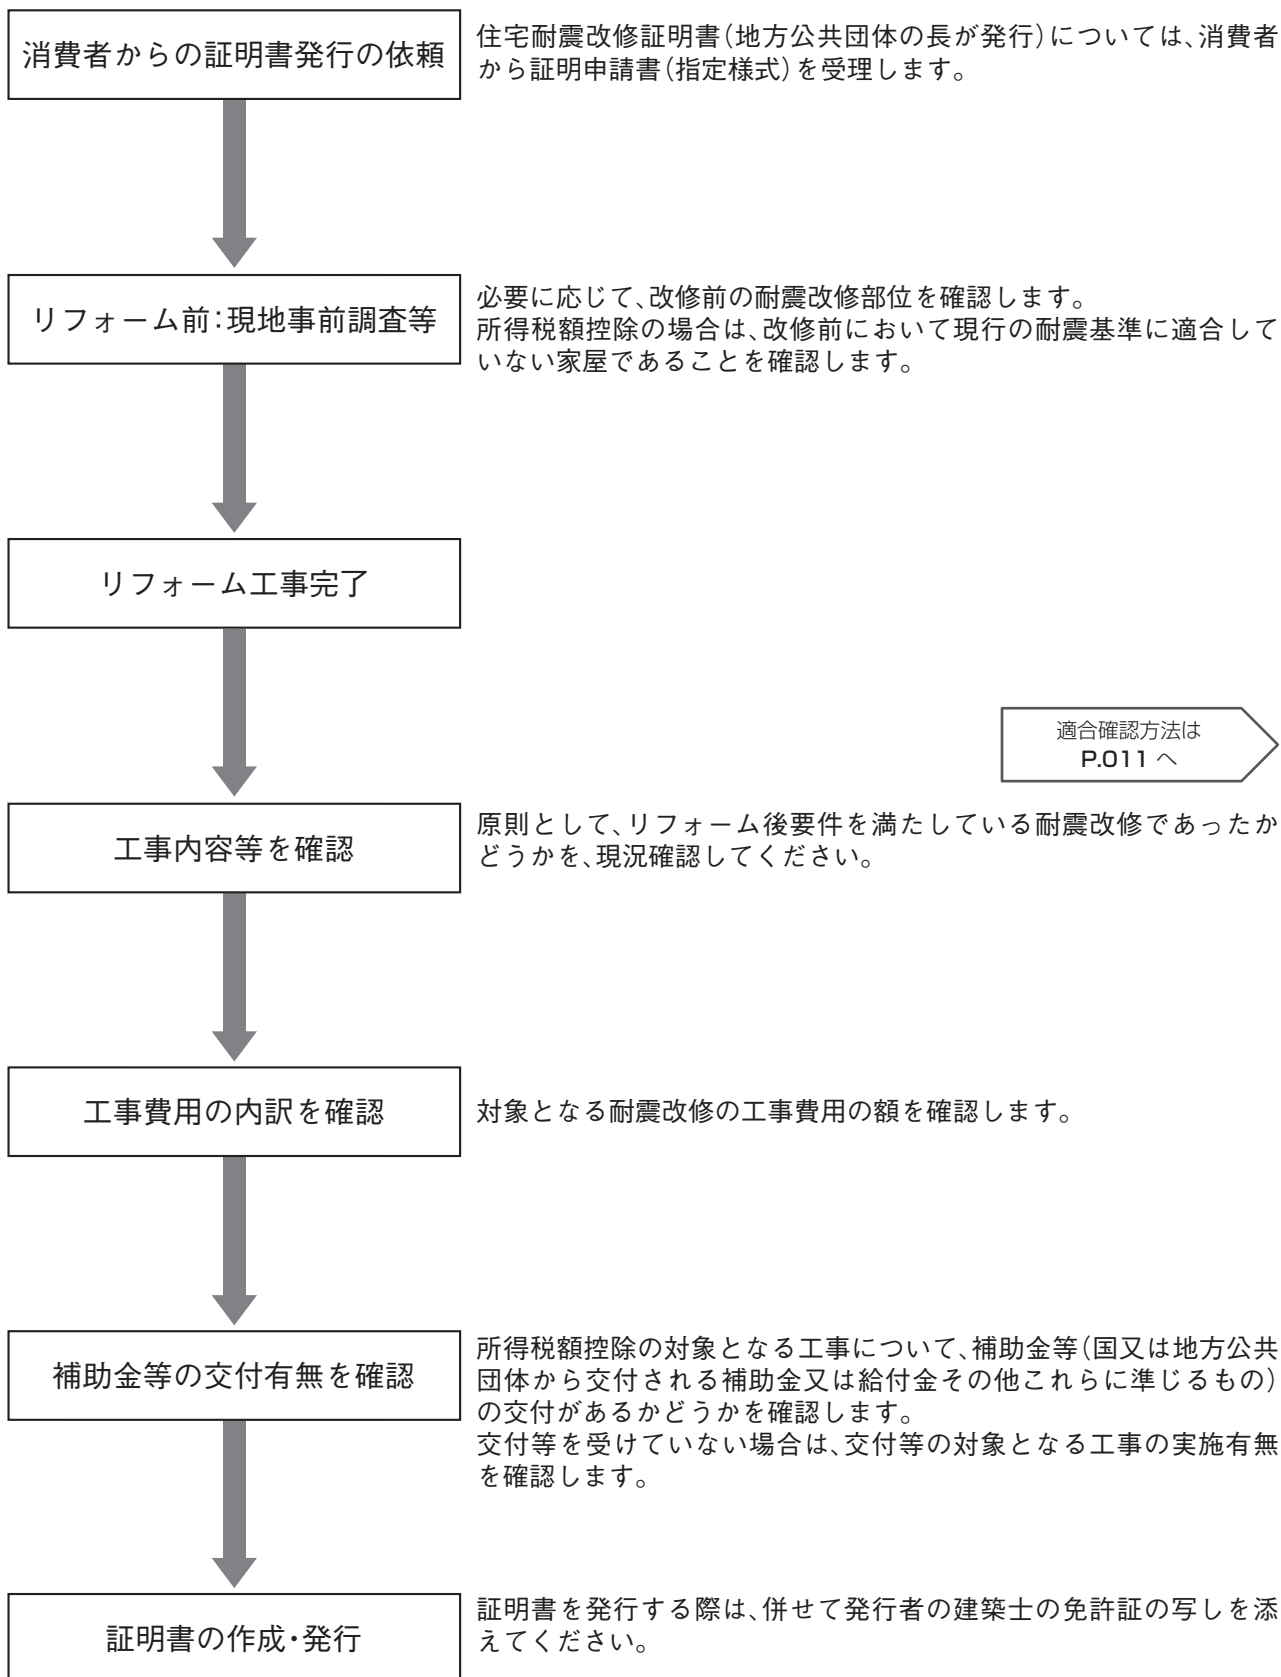 消費者からの証明書発行の依頼
住宅耐震改修証明書(地方公共団体の長が発行)については、消費者
から証明申請書(指定様式)を受理します。
リフォーム前:現地事前調査等
必要に応じて、改修前の耐震改修部位を確認します。
所得税額控除の場合は、改修前において現行の耐震基準に適合して
いない家屋であることを確認します。
リフォーム工事完了
適合確認方法は
P.011 へ
工事内容等を確認
原則として、リフォーム後要件を満たしている耐震改修であったか
どうかを、現況確認してください。
工事費用の内訳を確認
対象となる耐震改修の工事費用の額を確認します。
補助金等の交付有無を確認
所得税額控除の対象となる工事について、補助金等(国又は地方公共
団体から交付される補助金又は給付金その他これらに準じるもの)
の交付があるかどうかを確認します。
交付等を受けていない場合は、交付等の対象となる工事の実施有無
を確認します。
証明書の作成・発行
証明書を発行する際は、併せて発行者の建築士の免許証の写しを添
えてください。